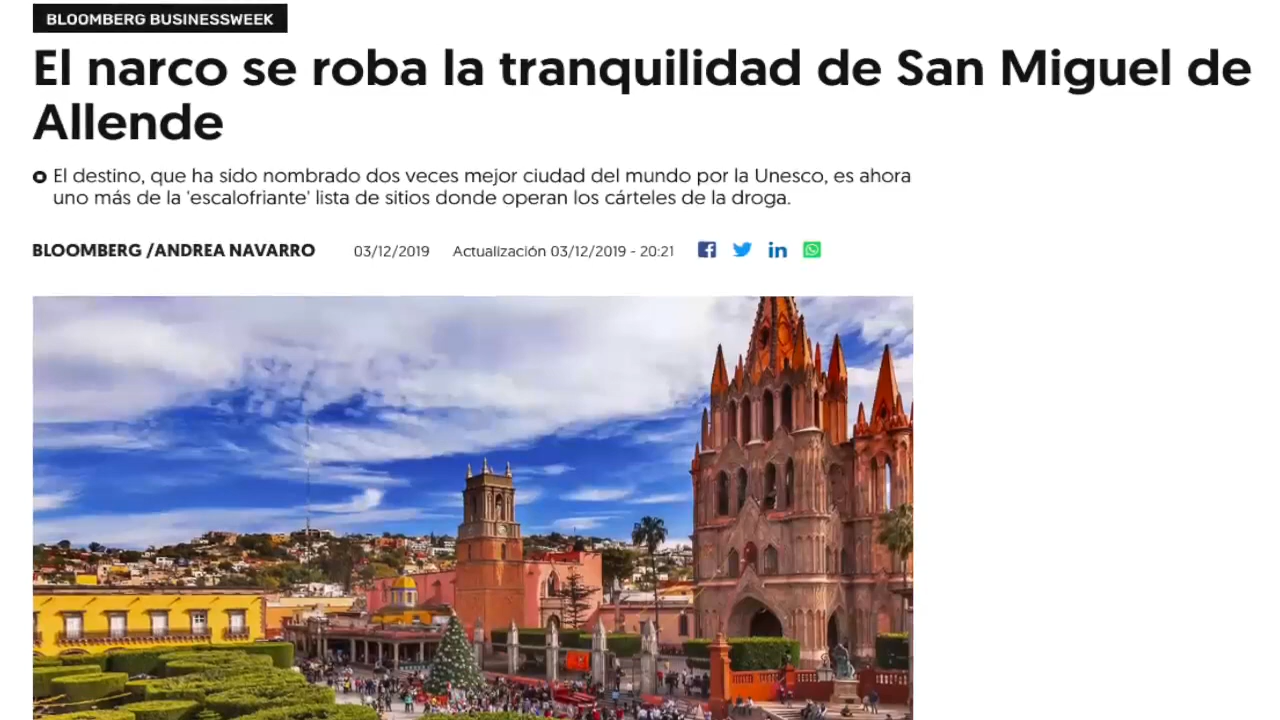 BLOOMBERG BUSINESSWEEK
El narco se roba la tranquilidad de San Miguel de
Allende
El destino, que ha sido nombrado dos veces mejor ciudad del mundo por la Unesco, es ahora
uno más de la 'escalofriante' lista de sitios donde operan los cárteles de la droga.
BLOOMBERG /ANDREA NAVARRO 03/12/2019 Actualización 03/12/2019 - 20:21